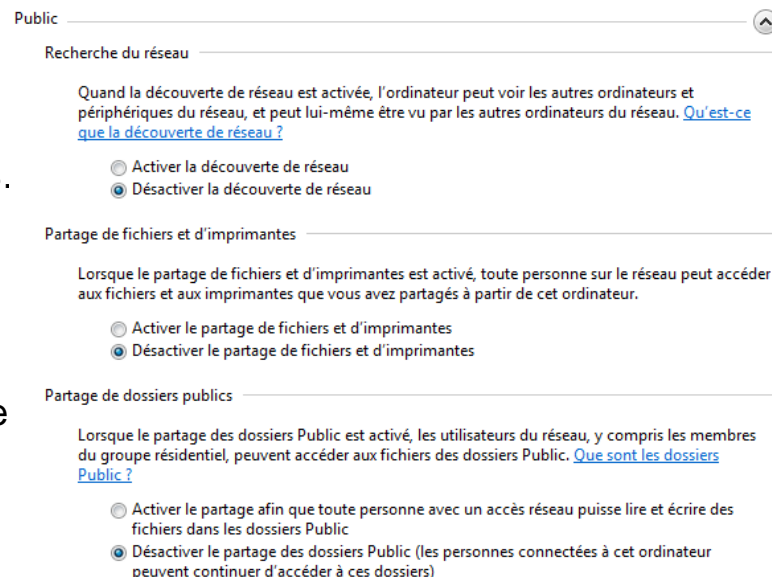 Public
Recherche du réseau
Quand la découverte de réseau est activée, l'ordinateur peut voir les autres ordinateurs et
périphériques du réseau, et peut lui-même être vu par les autres ordinateurs du réseau. Qu'est-ce
que la découverte de réseau ?
Activer la découverte de réseau
.
Désactiver la découverte de réseau
Partage de fichiers et d'imprimantes
Lorsque le partage de fichiers et d'imprimantes est activé, toute personne sur le réseau peut accéder
aux fichiers et aux imprimantes que vous avez partagés à partir de cet ordinateur.
Activer le partage de fichiers et d'imprimantes
Désactiver le partage de fichiers et d'imprimantes
Partage de dossiers publics
e
Lorsque le partage des dossiers Public est activé, les utilisateurs du réseau, y compris les membres
du groupe résidentiel, peuvent accéder aux fichiers des dossiers Public. Que sont les dossiers
Public ?
Activer le partage afin que toute personne avec un accès réseau puisse lire et écrire des
fichiers dans les dossiers Public
Désactiver le partage des dossiers Public (les personnes connectées à cet ordinateur
peuvent continuer d'accéder à ces dossiers)